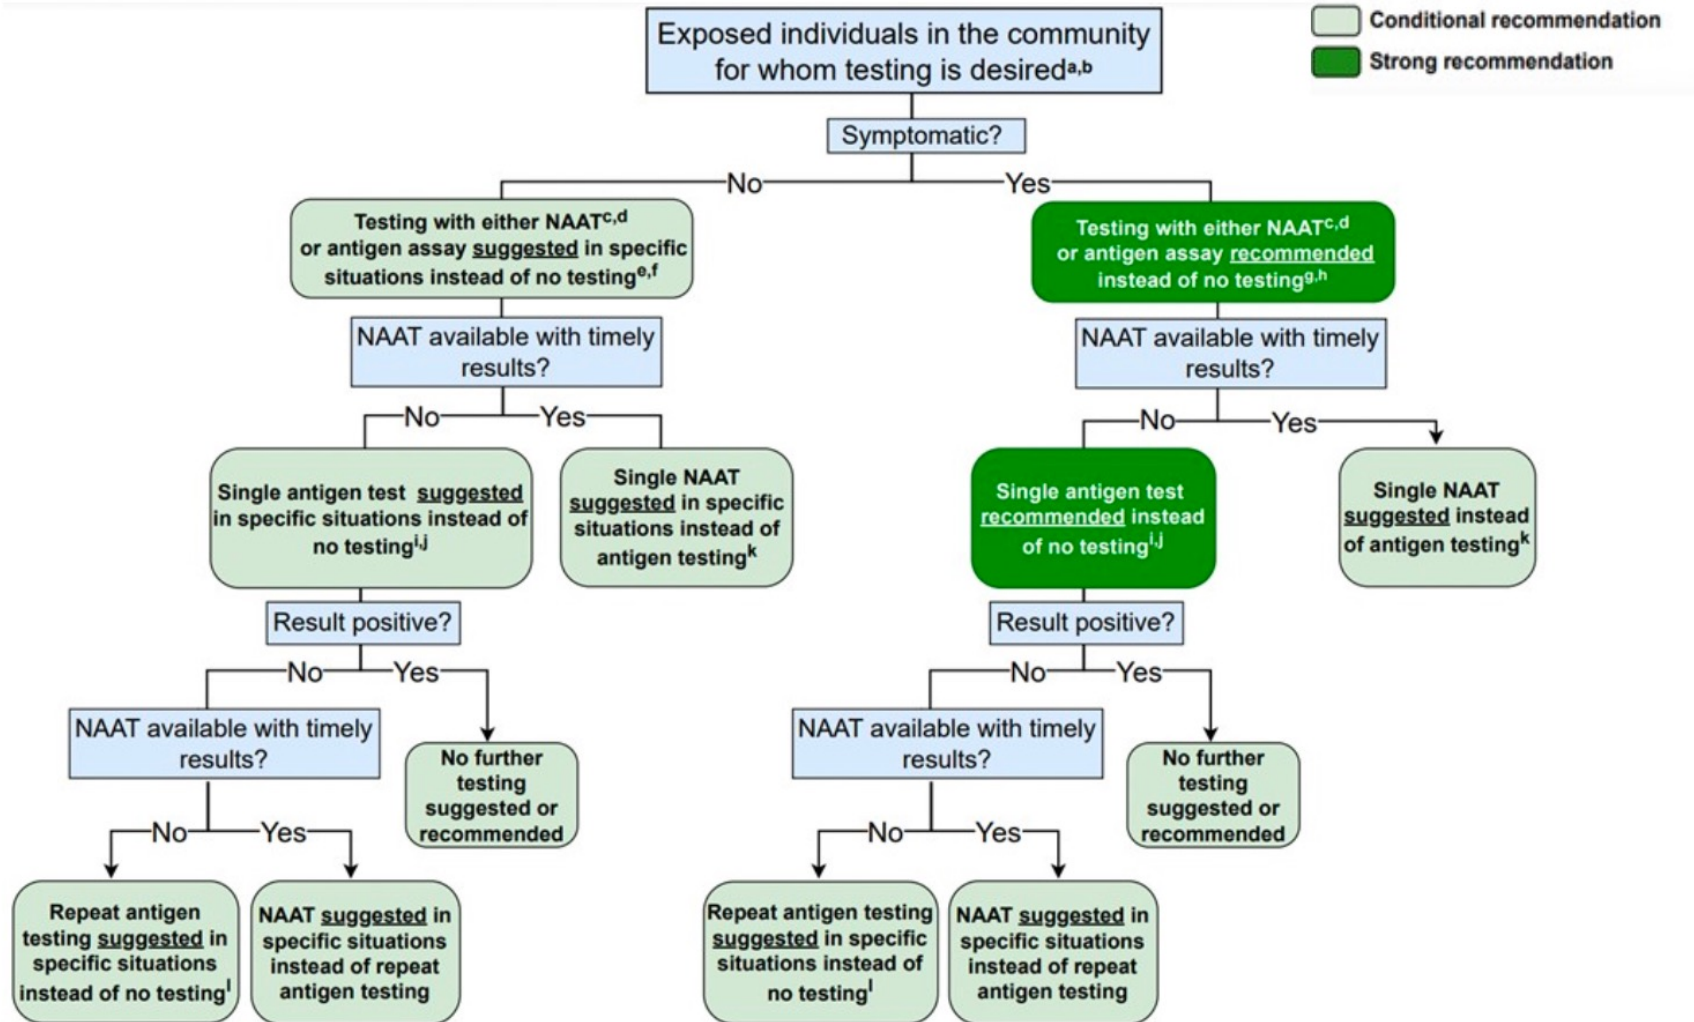 Exposed individuals in the community
for whom testing is desiredᵃ,ᵇ
Conditional recommendation
Strong recommendation
Symptomatic?
No
Yes
Testing with either NAATᶜ,ᵈ
or antigen assay suggested in specific
situations instead of no testingᵉ,ᶠ
Testing with either NAATᶜ,ᵈ
or antigen assay recommended
instead of no testingᵍ,ʰ
NAAT available with timely
results?
NAAT available with timely
results?
No
Yes
No
Yes
Single antigen test suggested
in specific situations instead of
no testingⁱ,ʲ
Single NAAT
suggested in specific
situations instead of
antigen testingᵏ
Single antigen test
recommended instead
of no testingⁱ,ʲ
Single NAAT
suggested instead
of antigen testingᵏ
Result positive?
Result positive?
No
Yes
No
Yes
NAAT available with timely
results?
No further
testing
suggested or
recommended
NAAT available with timely
results?
No further
testing
suggested or
recommended
No
Yes
No
Yes
Repeat antigen
testing suggested in
specific situations
instead of no testingˡ
NAAT suggested in
specific situations
instead of repeat
antigen testing
Repeat antigen testing
suggested in specific
situations instead of
no testingˡ
NAAT suggested in
specific situations
instead of repeat
antigen testing